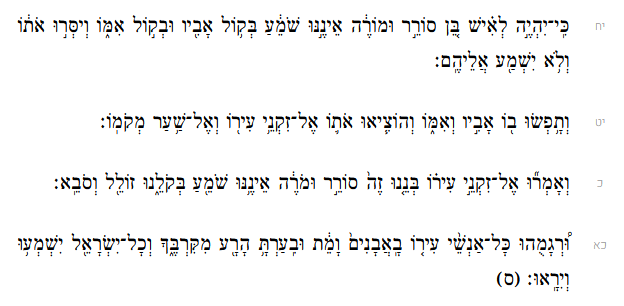 יח כִּֽי־יִהְיֶ֣ה לְאִ֗ישׁ בֵּ֚ן סוֹרֵ֣ר וּמוֹרֶ֔ה אֵינֶ֣נּוּ שֹׁמֵ֔עַ בְּק֥וֹל אָבִ֖יו וּבְק֣וֹל אִמּ֑וֹ וְיִסְּר֣וּ אֹת֔וֹ
וְלֹ֥א יִשְׁמַ֖ע אֲלֵיהֶֽם׃
יט וְתָ֥פְשׂוּ ב֖וֹ אָבִ֣יו וְאִמּ֑וֹ וְהוֹצִ֧יאוּ אֹת֛וֹ אֶל־זִקְנֵ֥י עִיר֖וֹ וְאֶל־שַׁ֥עַר מְקֹמֽוֹ׃
כ וְאָמְר֞וּ אֶל־זִקְנֵ֣י עִיר֗וֹ בְּנֵ֤נוּ זֶה֙ סוֹרֵ֣ר וּמֹרֶ֔ה אֵינֶ֥נּוּ שֹׁמֵ֖עַ בְּקֹלֵ֑נוּ זוֹלֵ֖ל וְסֹבֵֽא׃
כא וּ֠רְגָמֻהוּ כׇּל־אַנְשֵׁ֨י עִיר֤וֹ בָֽאֲבָנִים֙ וָמֵ֔ת וּבִֽעַרְתָּ֥ הָרָ֖ע מִקִּרְבֶּ֑ךָ וְכׇל־יִשְׂרָאֵ֖ל יִשְׁמְע֥וּ
וְיִרָֽאוּ׃ (ס)